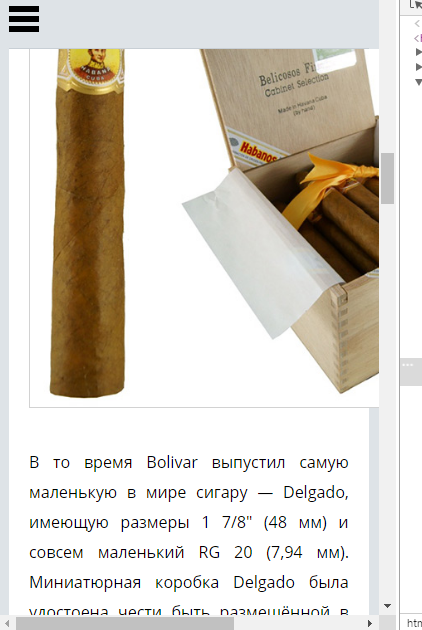 HABANA
CUBA
Belicosos Fi
Cabinet Selection
Made in Habana Cuba
Habanos
В то время Bolivar выпустил самую
маленькую в мире сигару — Delgado,
имеющую размеры 1 7/8" (48 мм) и
совсем маленький RG 20 (7,94 мм).
Миниатюрная коробка Delgado была
удостоена чести быть размещённой в
htm